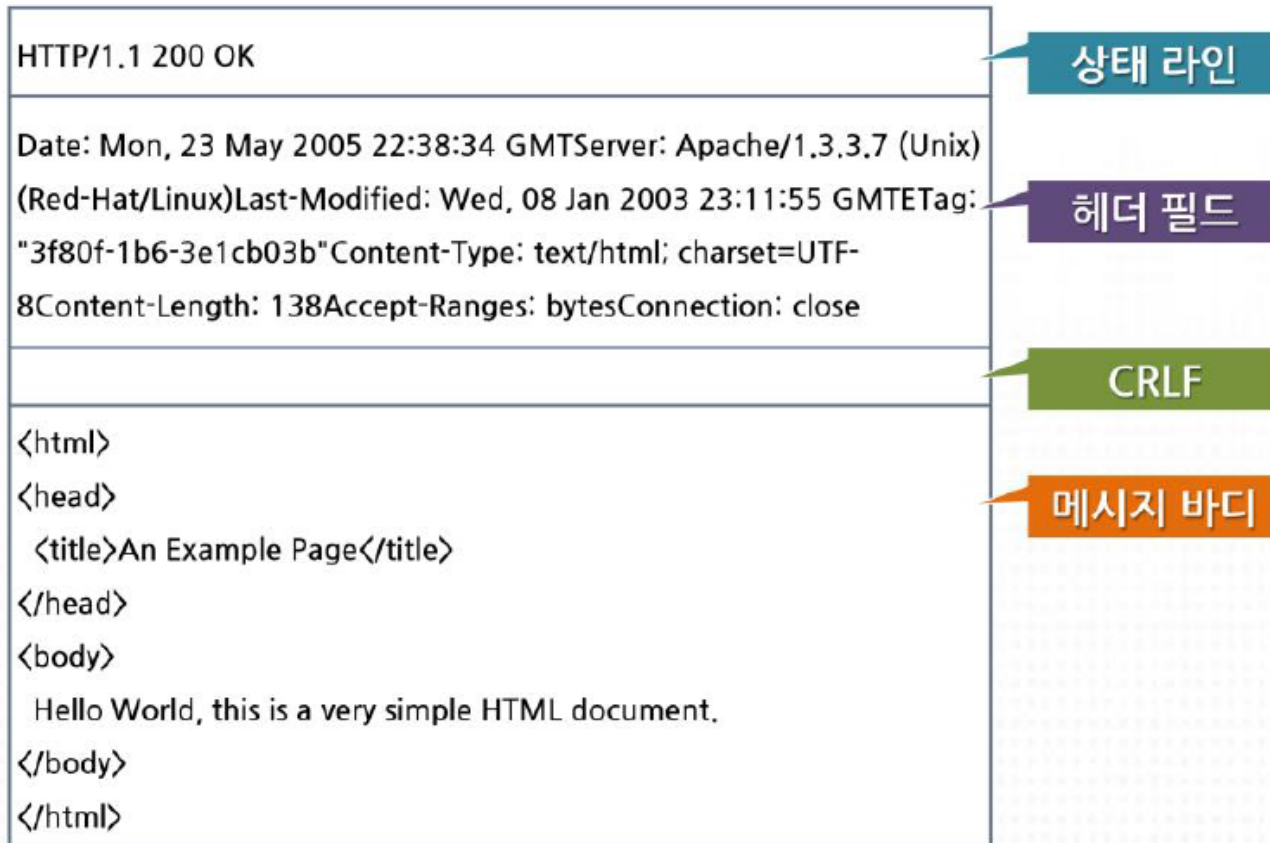 HTTP/1.1 200 OK
상태 라인
Date: Mon, 23 May 2005 22:38:34 GMTServer: Apache/1.3.3.7 (Unix)
(Red-Hat/Linux)Last-Modified: Wed, 08 Jan 2003 23:11:55 GMTETag:
"3f80f-1b6-3e1cb03b"Content-Type: text/html; charset=UTF-
8Content-Length: 138Accept-Ranges: bytesConnection: close
헤더 필드
CRLF
<html>
<head>
<title>An Example Page</title>
</head>
<body>
Hello World, this is a very simple HTML document.
</body>
</html>
메시지 바디